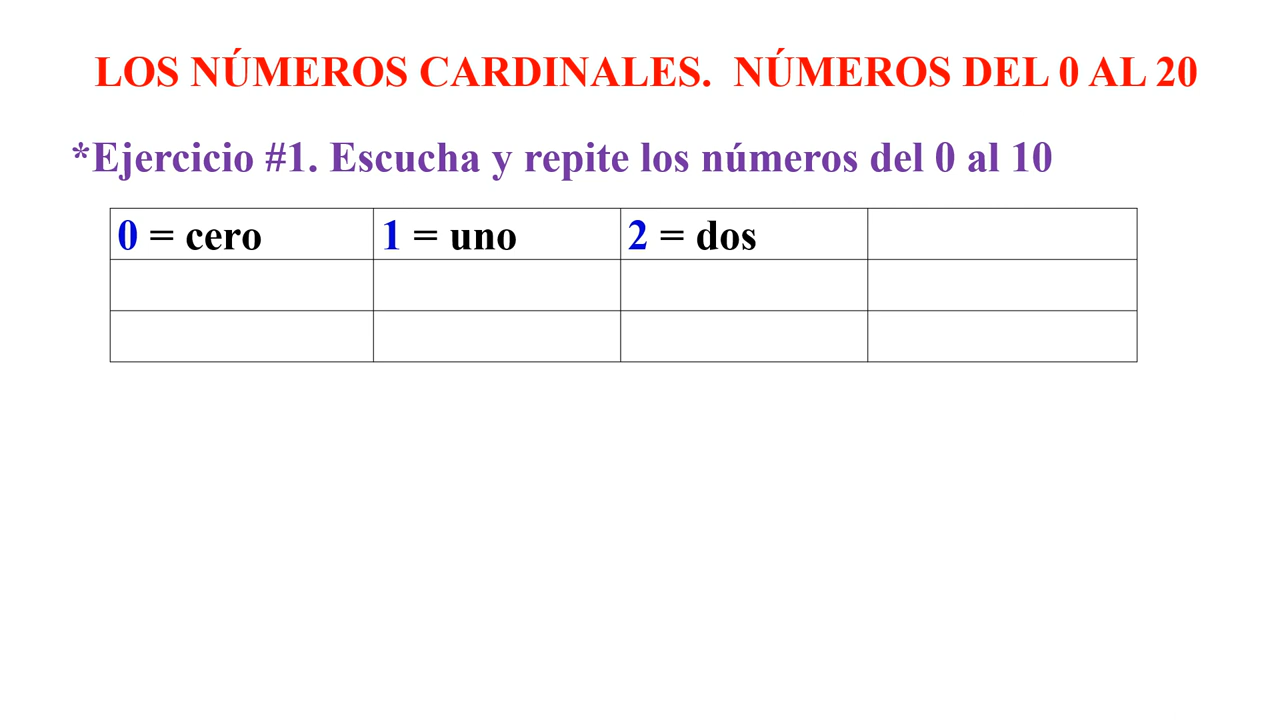 LOS NÚMEROS CARDINALES.  NÚMEROS DEL 0 AL 20
*Ejercicio #1. Escucha y repite los números del 0 al 10
0 = cero 1 = uno 2 = dos